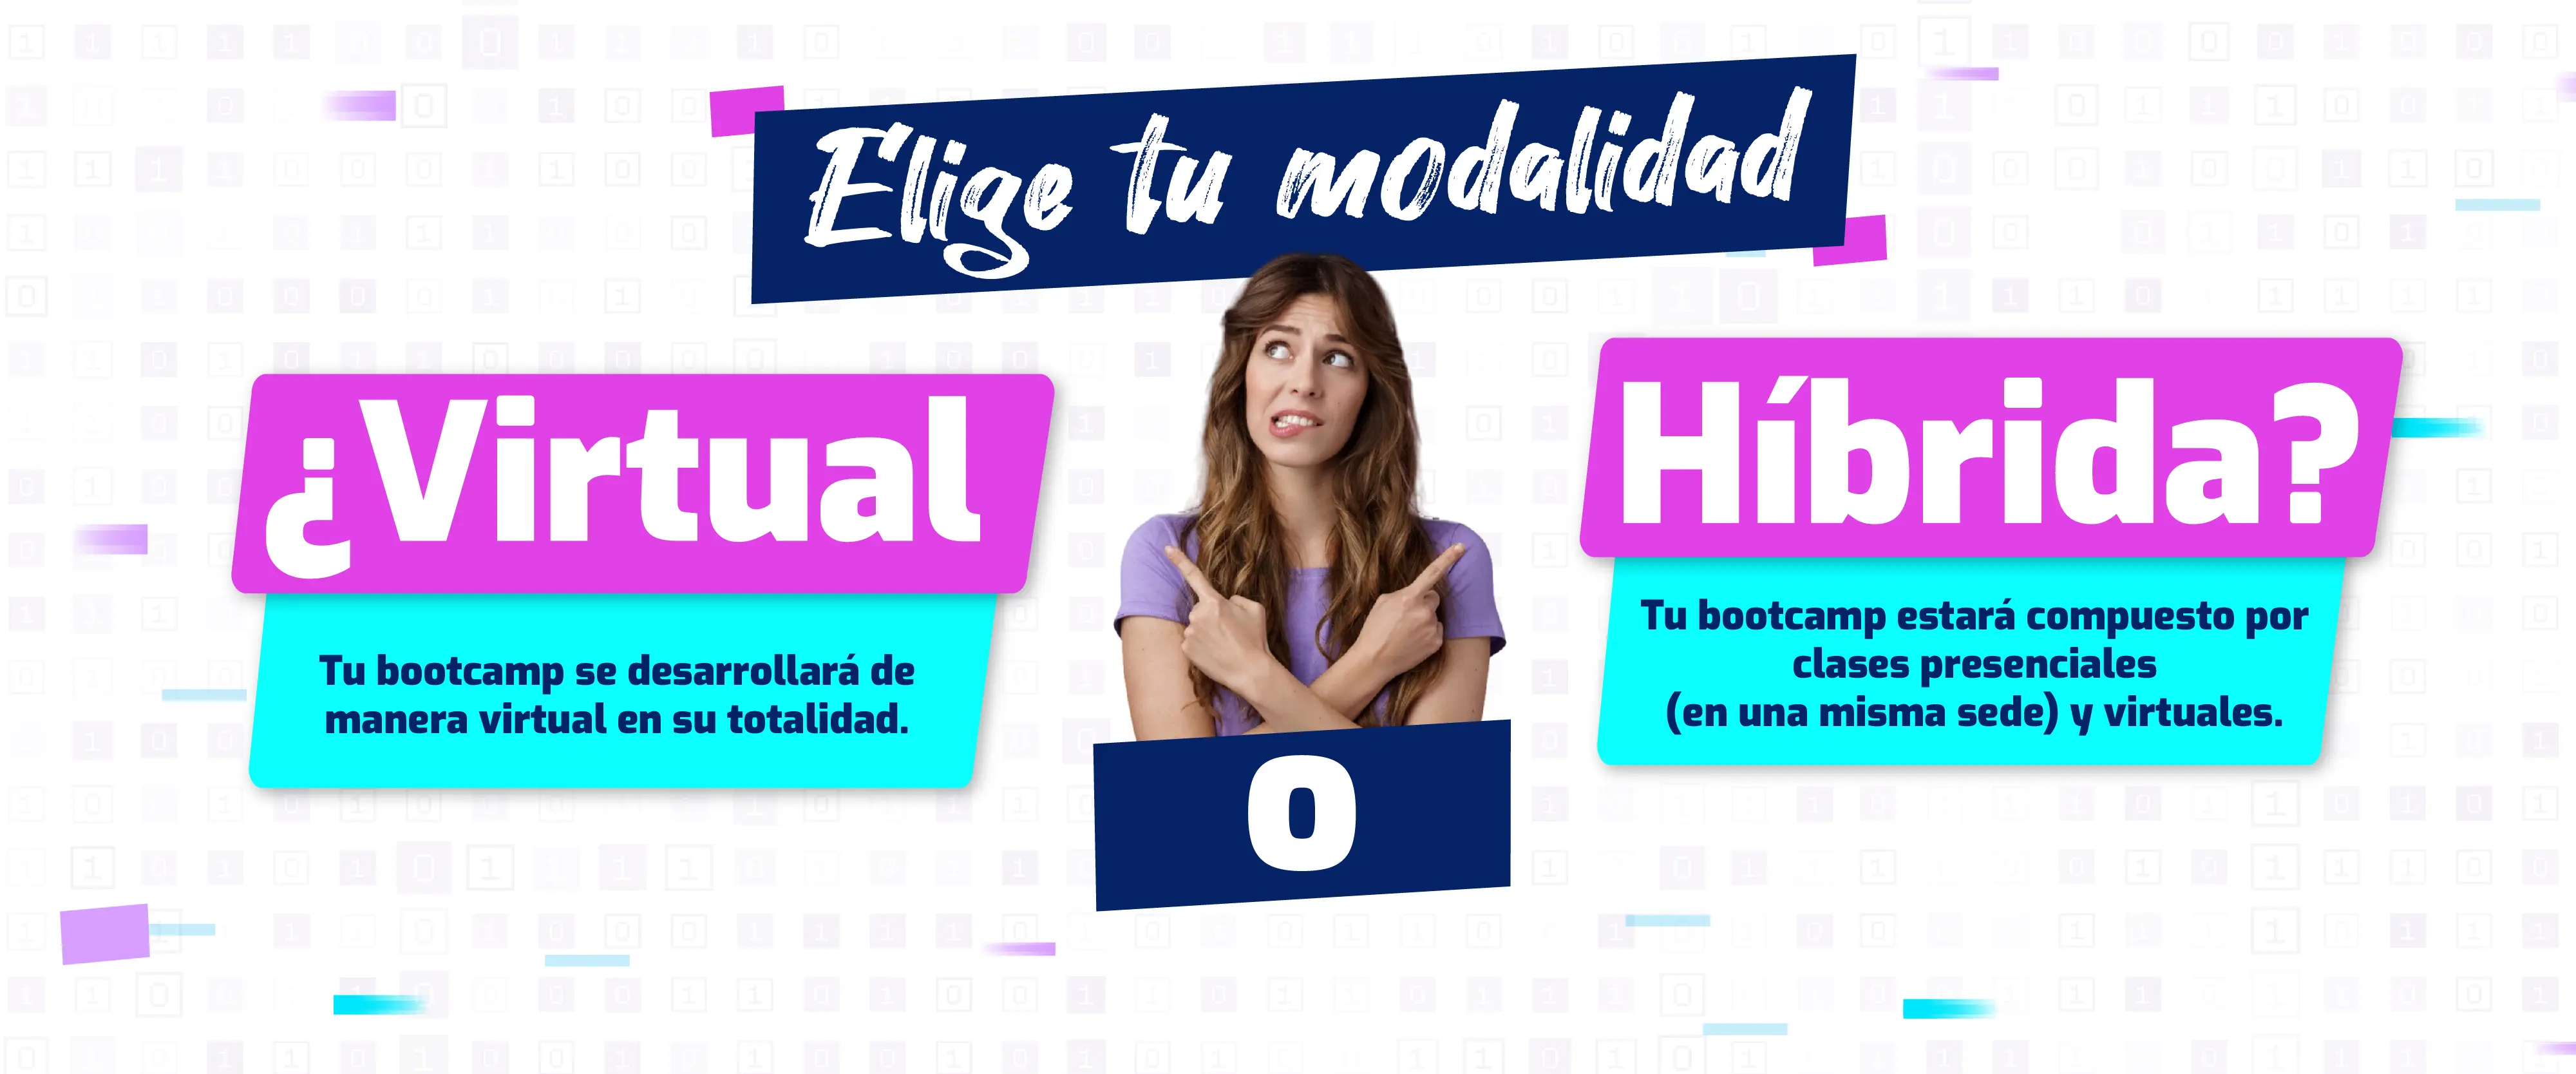 Elige tu modalidad
¿Virtual
Tu bootcamp se desarrollará de
manera virtual en su totalidad.
o
Híbrida?
Tu bootcamp estará compuesto por
clases presenciales
(en una misma sede) y virtuales.